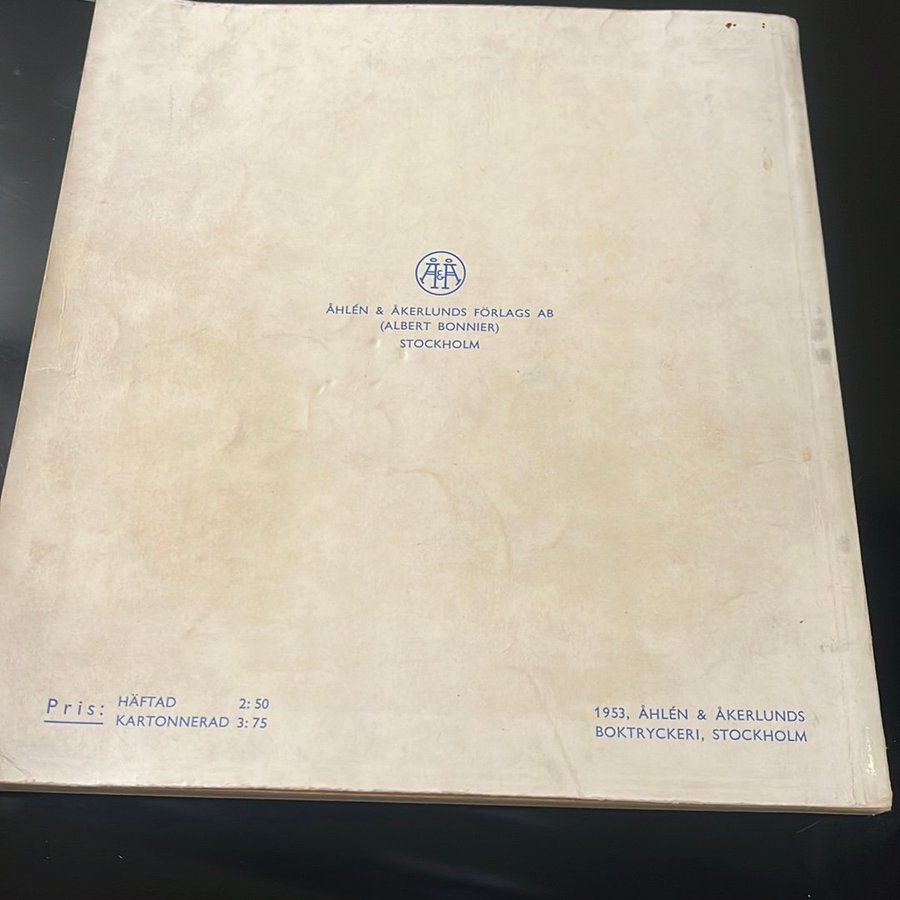 Å&Å
ÅHLÉN & ÅKERLUNDS FÖRLAGS AB
(ALBERT BONNIER)
STOCKHOLM
Pris: HÄFTAD 2:50
KARTONNERAD 3:75
1953, ÅHLÉN & ÅKERLUNDS
BOKTRYCKERI, STOCKHOLM